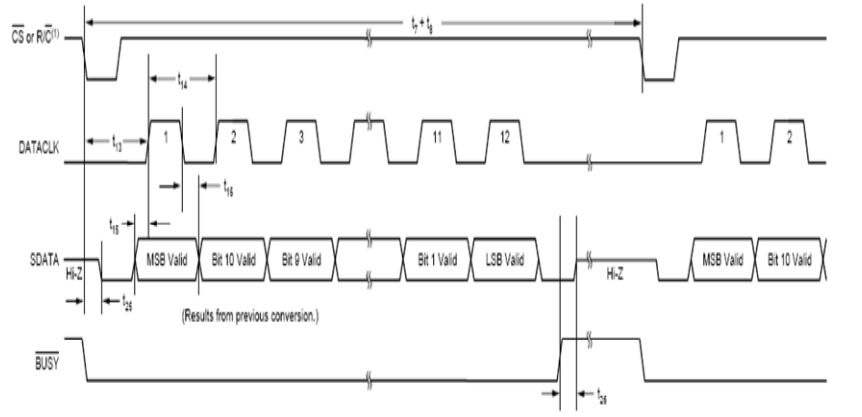 C̅S̅ or R/C̅⁽¹⁾
t₇ + t₈
t₁₄
DATACLK
t₁₃
1
2
3
11
12
1
2
t₁₆
t₁₅
SDATA
Hi-Z
MSB Valid
Bit 10 Valid
Bit 9 Valid
Bit 1 Valid
LSB Valid
Hi-Z
MSB Valid
Bit 10 Valid
t₂₅
(Results from previous conversion.)
B̅U̅S̅Y̅
t₂₆